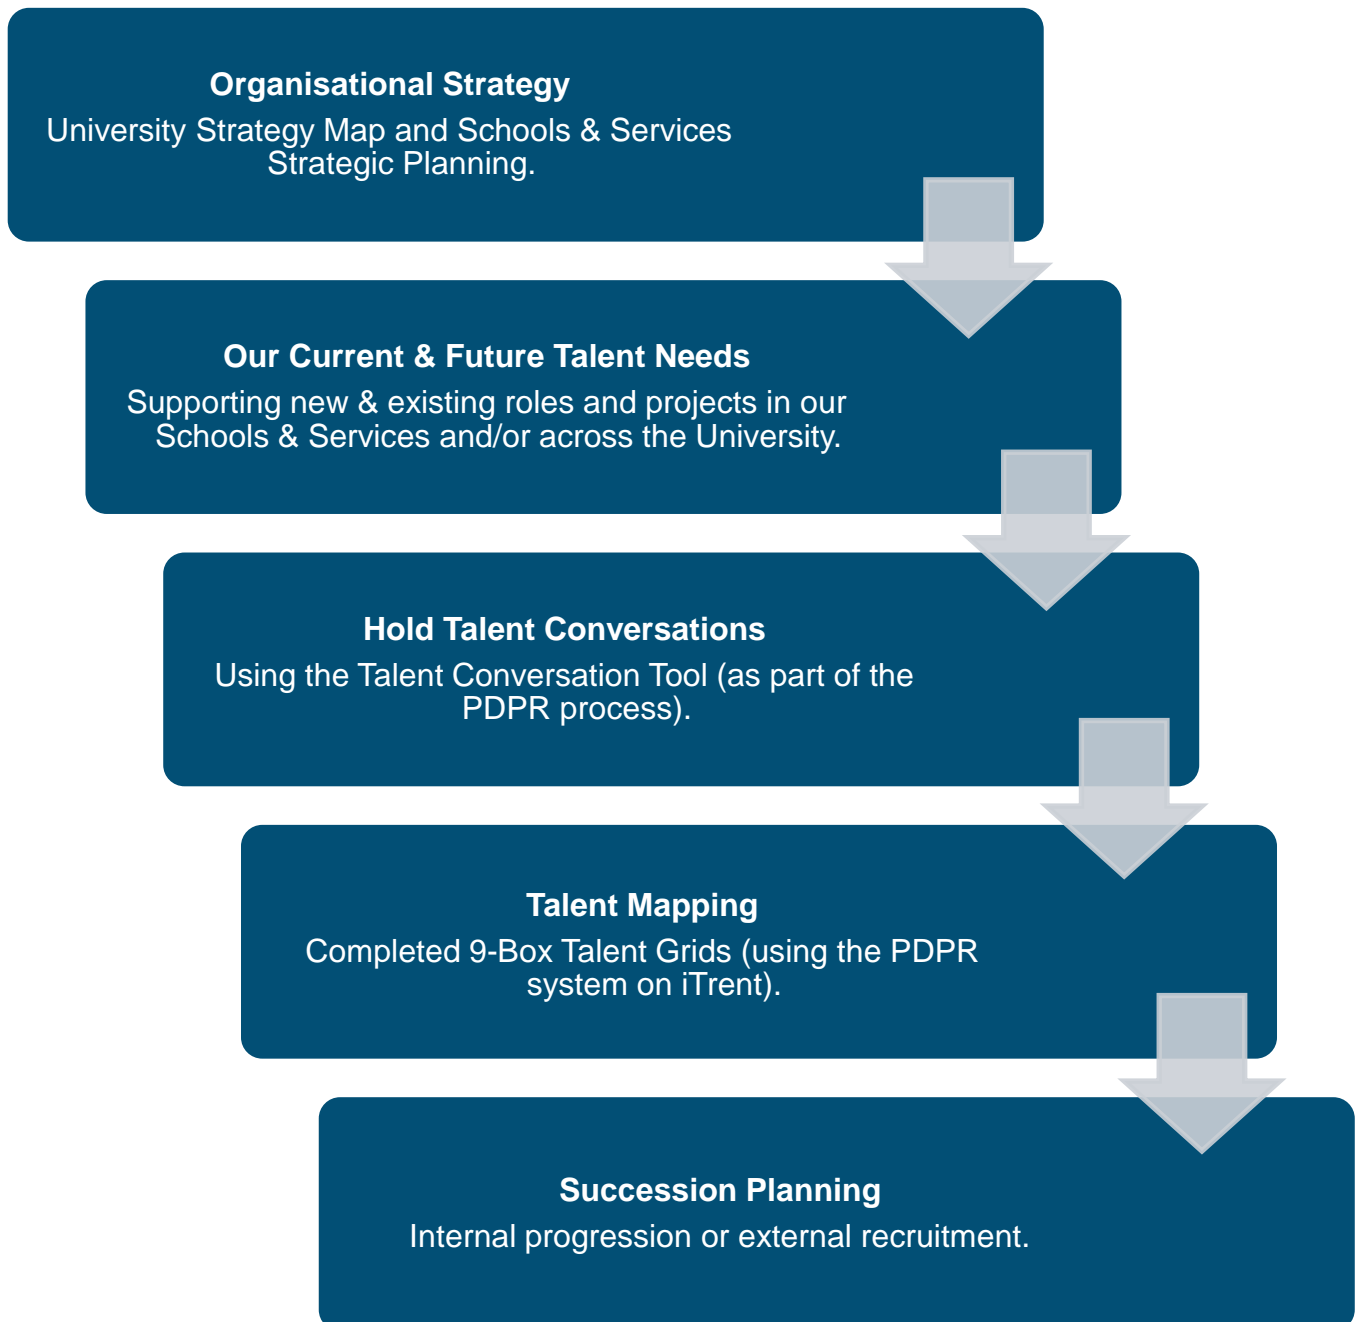 Organisational Strategy
University Strategy Map and Schools & Services
Strategic Planning.
Our Current & Future Talent Needs
Supporting new & existing roles and projects in our
Schools & Services and/or across the University.
Hold Talent Conversations
Using the Talent Conversation Tool (as part of the
PDPR process).
Talent Mapping
Completed 9-Box Talent Grids (using the PDPR
system on iTrent).
Succession Planning
Internal progression or external recruitment.